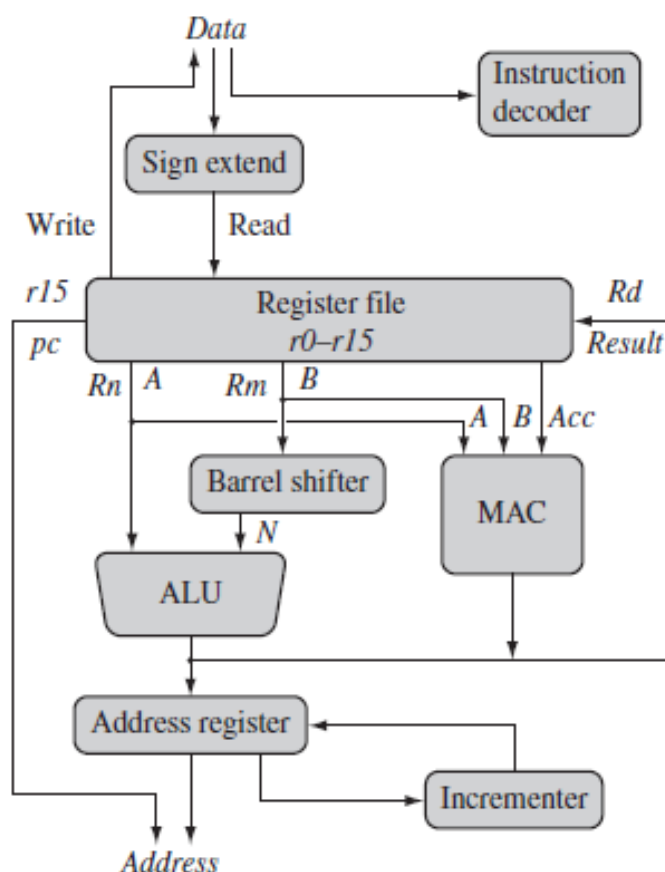 Data
Instruction
decoder
Sign extend
Write
Read
r15
pc
Register file
r0–r15
Rd
Result
Rn
A
Rm
B
A
B
Acc
Barrel shifter
MAC
N
ALU
Address register
Incrementer
Address